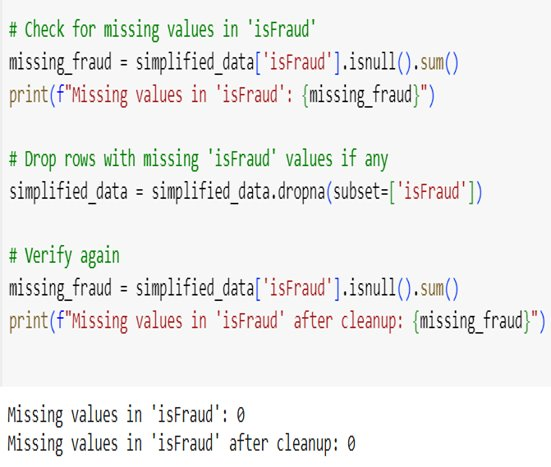 # Check for missing values in 'isFraud'
missing_fraud = simplified_data['isFraud'].isnull().sum()
print(f"Missing values in 'isFraud': {missing_fraud}")
# Drop rows with missing 'isFraud' values if any
simplified_data = simplified_data.dropna(subset=['isFraud'])
# Verify again
missing_fraud = simplified_data['isFraud'].isnull().sum()
print(f"Missing values in 'isFraud' after cleanup: {missing_fraud}")
Missing values in 'isFraud': 0
Missing values in 'isFraud' after cleanup: 0